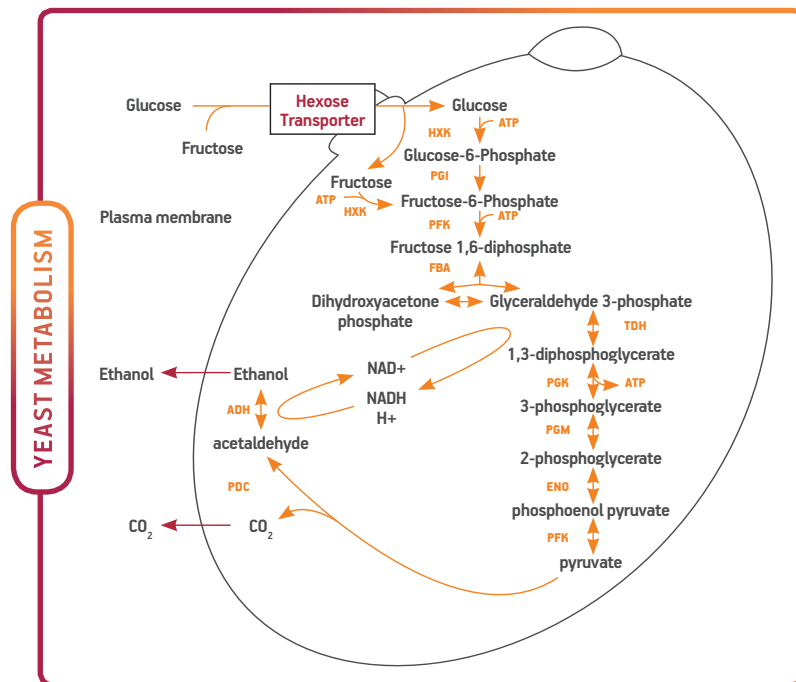 YEAST METABOLISM
Glucose
Fructose
Hexose
Transporter
Glucose
HXK
ATP
Glucose-6-Phosphate
PGI
Fructose
ATP
HXK
Fructose-6-Phosphate
Plasma membrane
PFK
ATP
Fructose 1,6-diphosphate
FBA
Dihydroxyacetone
phosphate
Glyceraldehyde 3-phosphate
TDH
1,3-diphosphoglycerate
NAD+
NADH
H+
PGK
ATP
3-phosphoglycerate
PGM
2-phosphoglycerate
ENO
phosphoenol pyruvate
PFK
pyruvate
Ethanol
Ethanol
ADH
acetaldehyde
PDC
CO₂
CO₂